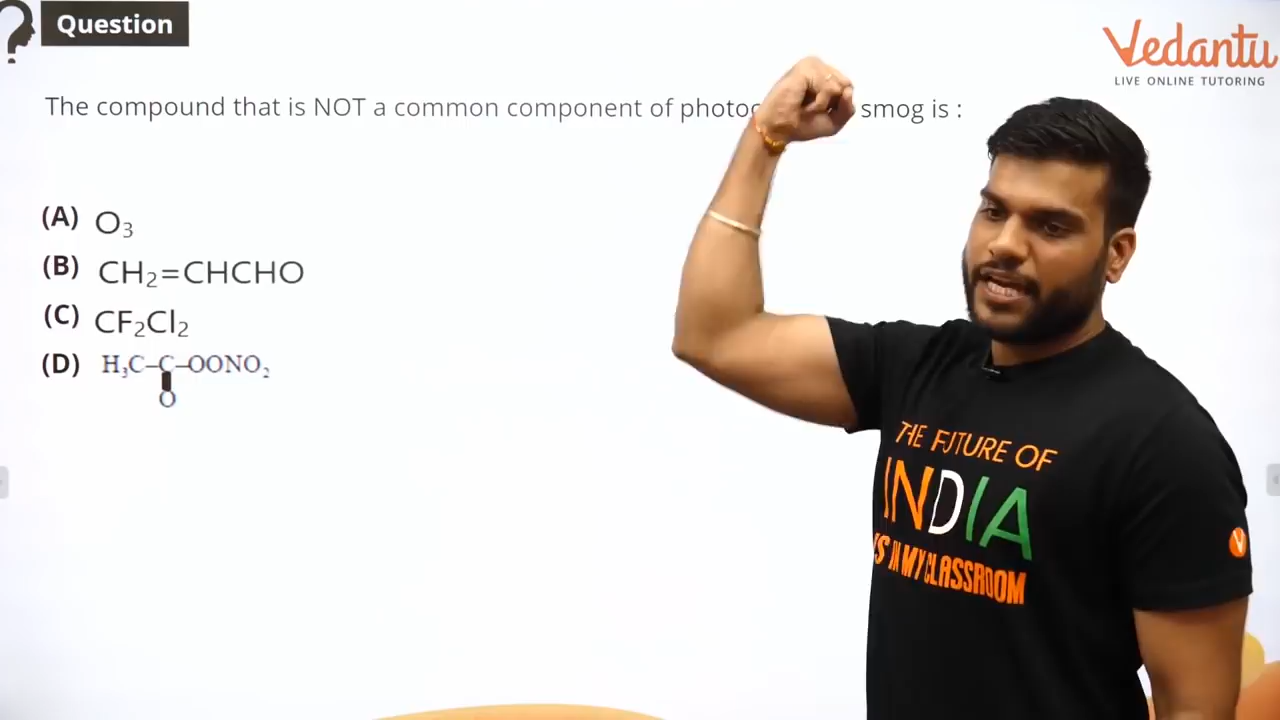 Question
Vedantu
LIVE ONLINE TUTORING
The compound that is NOT a common component of smog is :
(A) O₃
(B) CH₂=CHCHO
(C) CF₂Cl₂
(D) H₃C–C–OONO₂
O
THE FUTURE OF
INDIA
IS IN MY CLASSROOM
V